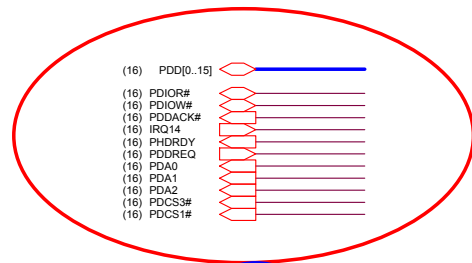 (16) PDD[0..15]
(16) PDIOR#
(16) PDIOW#
(16) PDDACK#
(16) IRQ14
(16) PHDRDY
(16) PDDREQ
(16) PDA0
(16) PDA1
(16) PDA2
(16) PDCS3#
(16) PDCS1#